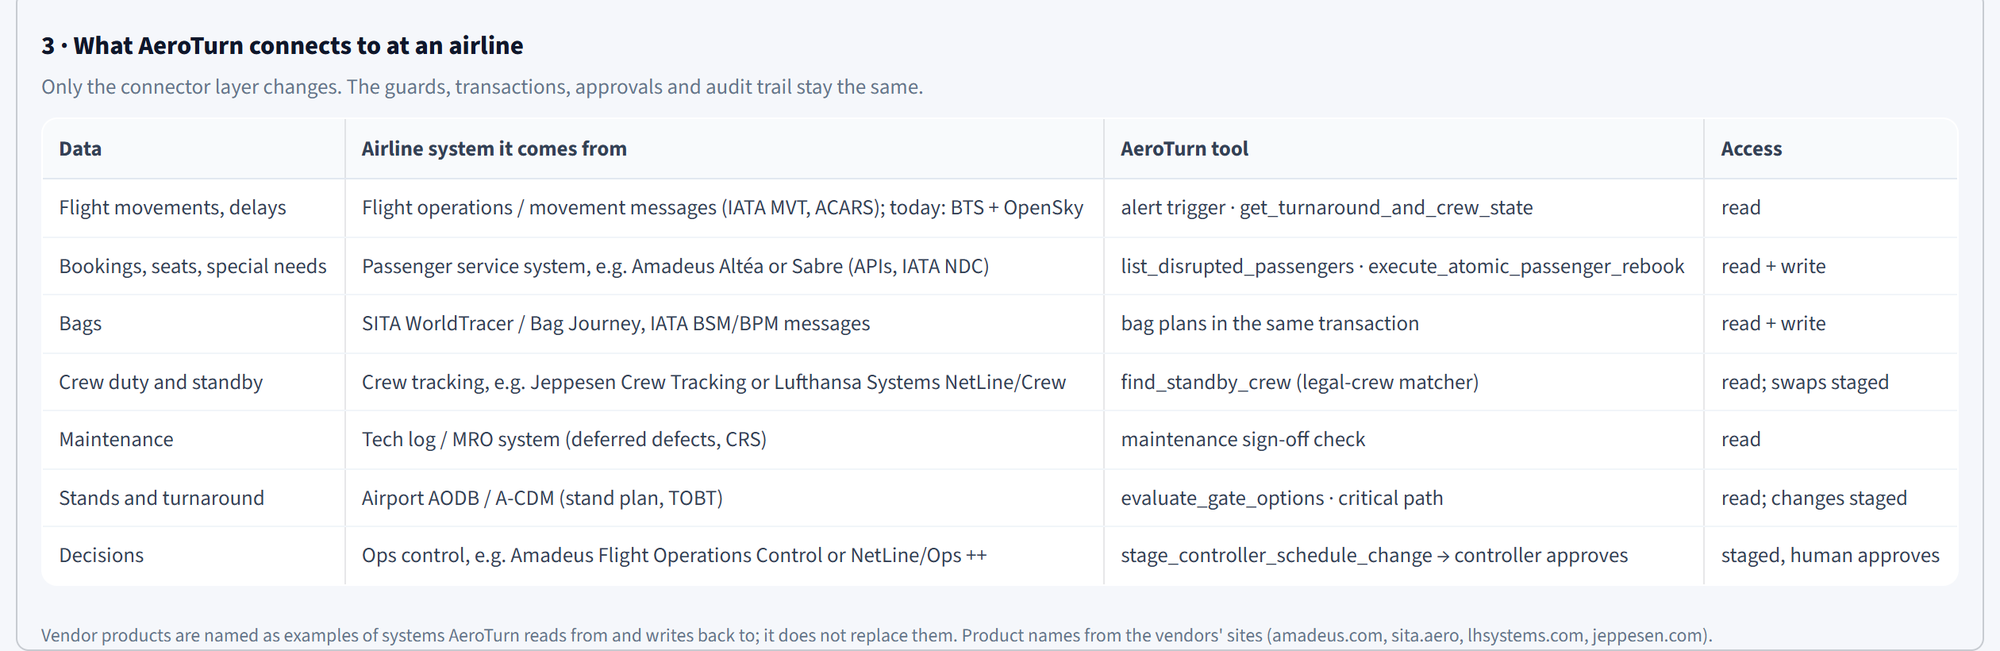 3 · What AeroTurn connects to at an airline
Only the connector layer changes. The guards, transactions, approvals and audit trail stay the same.
Data Airline system it comes from AeroTurn tool Access
Flight movements, delays Flight operations / movement messages (IATA MVT, ACARS); today: BTS + OpenSky alert trigger · get_turnaround_and_crew_state read
Bookings, seats, special needs Passenger service system, e.g. Amadeus Altéa or Sabre (APIs, IATA NDC) list_disrupted_passengers · execute_atomic_passenger_rebook read + write
Bags SITA WorldTracer / Bag Journey, IATA BSM/BPM messages bag plans in the same transaction read + write
Crew duty and standby Crew tracking, e.g. Jeppesen Crew Tracking or Lufthansa Systems NetLine/Crew find_standby_crew (legal-crew matcher) read; swaps staged
Maintenance Tech log / MRO system (deferred defects, CRS) maintenance sign-off check read
Stands and turnaround Airport AODB / A-CDM (stand plan, TOBT) evaluate_gate_options · critical path read; changes staged
Decisions Ops control, e.g. Amadeus Flight Operations Control or NetLine/Ops ++ stage_controller_schedule_change → controller approves staged, human approves
Vendor products are named as examples of systems AeroTurn reads from and writes back to; it does not replace them. Product names from the vendors' sites (amadeus.com, sita.aero, lhsystems.com, jeppesen.com).